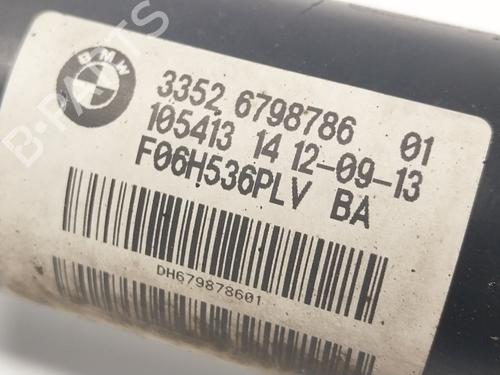 BMW
B-PARTS
3352 6798786 01
105413 14 12-09-13
F06H536PLV BA
DH679878601